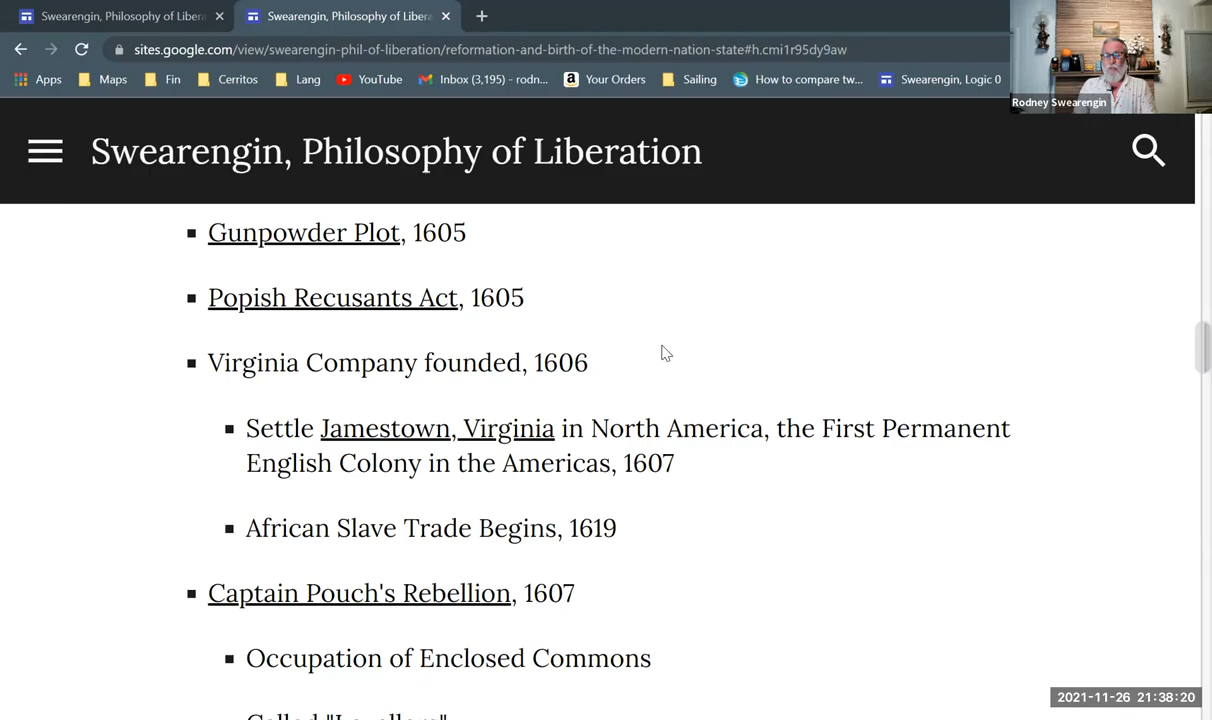 Swearengin, Philosophy of Libera
Swearengin, Philosophy of Libera
sites.google.com/view/swearengin-phil-of-liberation/reformation-and-birth-of-the-modern-nation-state#h.cmi1r95dy9aw
Apps Maps Fin Cerritos Lang YouTube Inbox (3,195) - rodn... Your Orders Sailing How to compare tw... Swearengin, Logic 0
Rodney Swearengin
Swearengin, Philosophy of Liberation
Gunpowder Plot, 1605
Popish Recusants Act, 1605
Virginia Company founded, 1606
Settle Jamestown, Virginia in North America, the First Permanent
English Colony in the Americas, 1607
African Slave Trade Begins, 1619
Captain Pouch's Rebellion, 1607
Occupation of Enclosed Commons
Called "Levellers"
2021-11-26 21:38:20